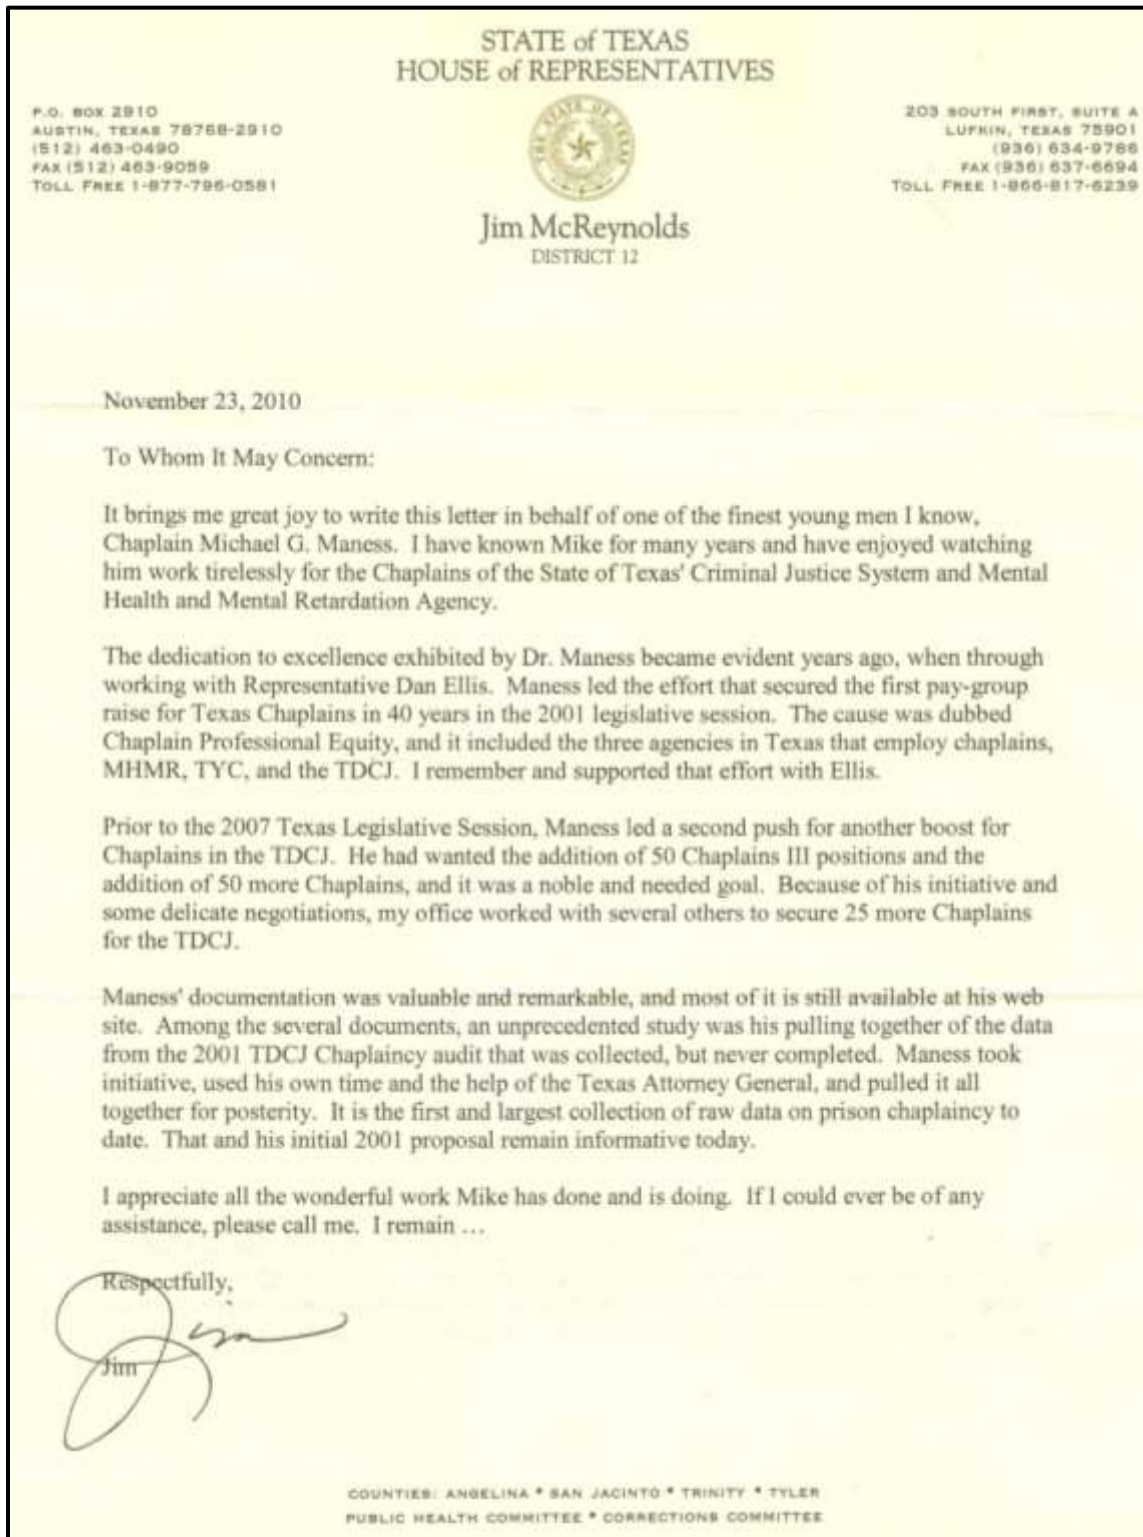 STATE of TEXAS
HOUSE of REPRESENTATIVES
P.O. BOX 2910
AUSTIN, TEXAS 78768-2910
(512) 463-0490
FAX (512) 463-9059
TOLL FREE 1-877-796-0581
THE STATE OF TEXAS
203 SOUTH FIRST, SUITE A
LUFKIN, TEXAS 75901
(936) 634-9786
FAX (936) 637-6694
TOLL FREE 1-866-817-6239
Jim McReynolds
DISTRICT 12
November 23, 2010
To Whom It May Concern:
It brings me great joy to write this letter in behalf of one of the finest young men I know,
Chaplain Michael G. Maness.  I have known Mike for many years and have enjoyed watching
him work tirelessly for the Chaplains of the State of Texas' Criminal Justice System and Mental
Health and Mental Retardation Agency.
The dedication to excellence exhibited by Dr. Maness became evident years ago, when through
working with Representative Dan Ellis.  Maness led the effort that secured the first pay-group
raise for Texas Chaplains in 40 years in the 2001 legislative session.  The cause was dubbed
Chaplain Professional Equity, and it included the three agencies in Texas that employ chaplains,
MHMR, TYC, and the TDCJ.  I remember and supported that effort with Ellis.
Prior to the 2007 Texas Legislative Session, Maness led a second push for another boost for
Chaplains in the TDCJ.  He had wanted the addition of 50 Chaplains III positions and the
addition of 50 more Chaplains, and it was a noble and needed goal.  Because of his initiative and
some delicate negotiations, my office worked with several others to secure 25 more Chaplains
for the TDCJ.
Maness' documentation was valuable and remarkable, and most of it is still available at his web
site.  Among the several documents, an unprecedented study was his pulling together of the data
from the 2001 TDCJ Chaplaincy audit that was collected, but never completed.  Maness took
initiative, used his own time and the help of the Texas Attorney General, and pulled it all
together for posterity.  It is the first and largest collection of raw data on prison chaplaincy to
date.  That and his initial 2001 proposal remain informative today.
I appreciate all the wonderful work Mike has done and is doing.  If I could ever be of any
assistance, please call me.  I remain …
Respectfully,
Jim
Jim
COUNTIES: ANGELINA * SAN JACINTO * TRINITY * TYLER
PUBLIC HEALTH COMMITTEE * CORRECTIONS COMMITTEE